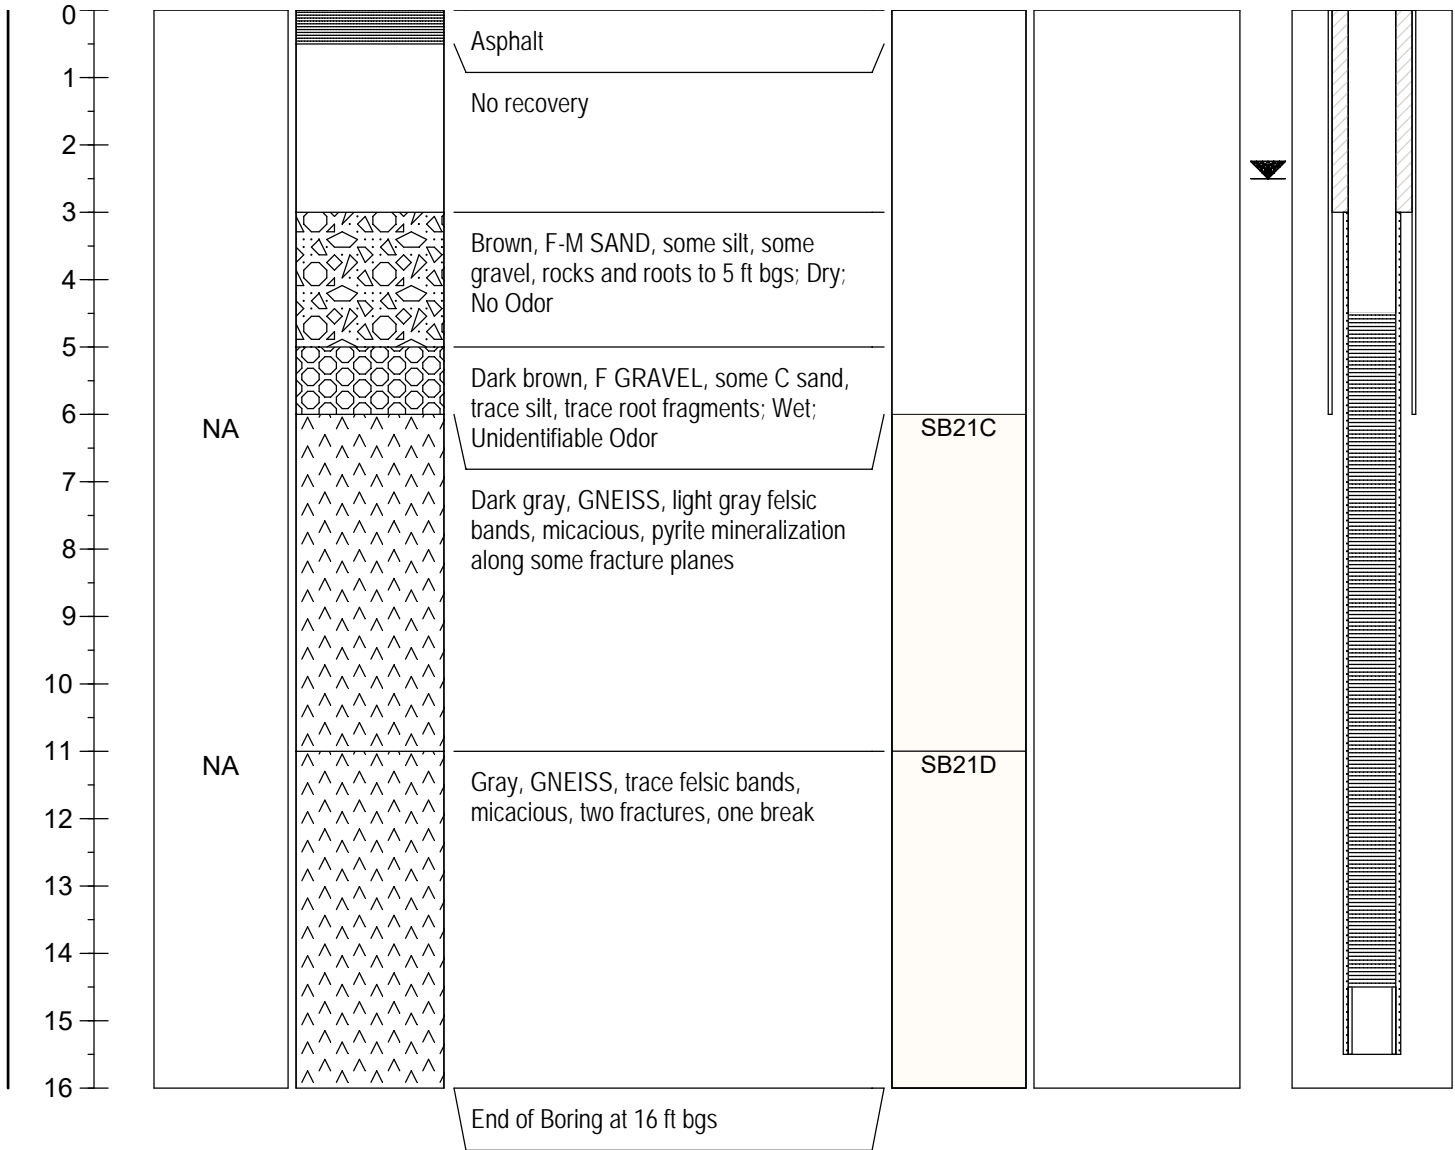 0
Asphalt
1
No recovery
2
3
Brown, F-M SAND, some silt, some
gravel, rocks and roots to 5 ft bgs; Dry;
No Odor
4
5
Dark brown, F GRAVEL, some C sand,
trace silt, trace root fragments; Wet;
Unidentifiable Odor
6
NA
SB21C
7
Dark gray, GNEISS, light gray felsic
bands, micacious, pyrite mineralization
along some fracture planes
8
9
10
11
NA
SB21D
Gray, GNEISS, trace felsic bands,
micacious, two fractures, one break
12
13
14
15
16
End of Boring at 16 ft bgs